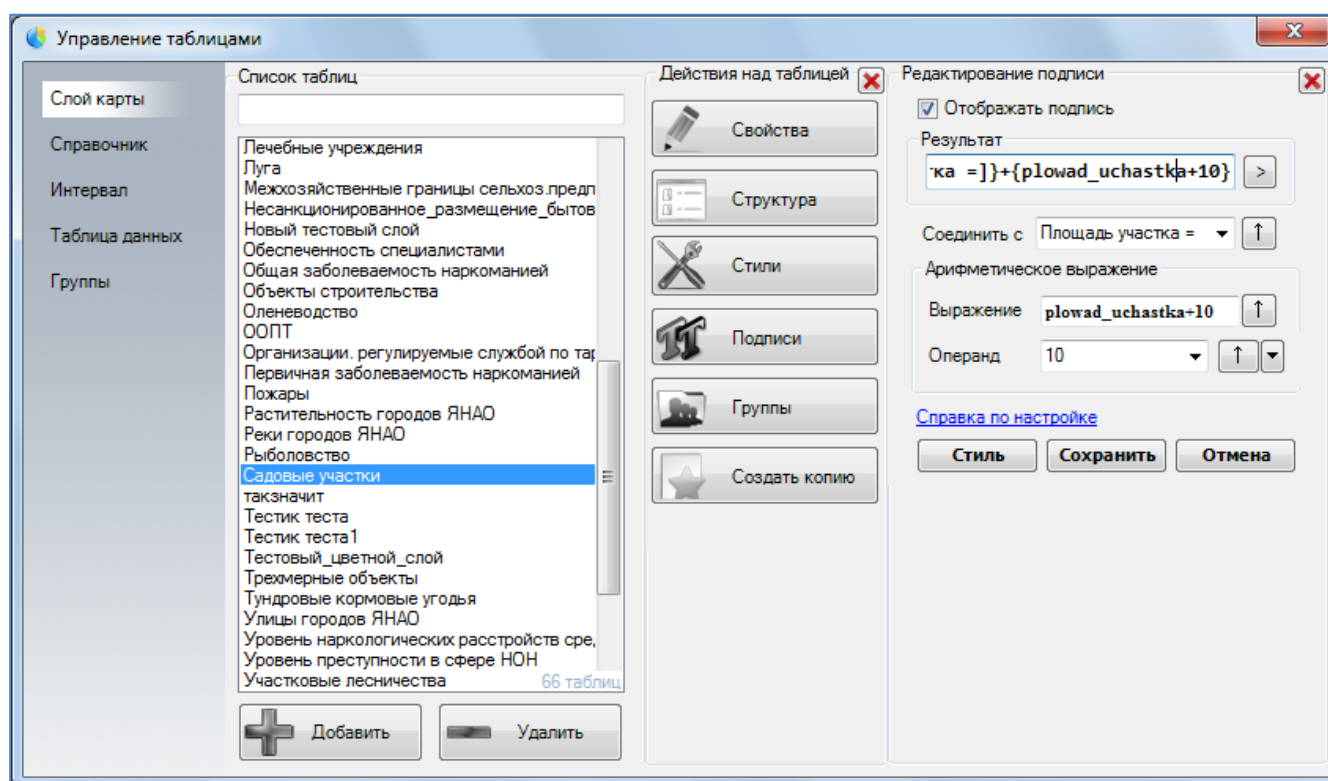 Управление таблицами
Слой карты
Справочник
Интервал
Таблица данных
Группы
Список таблиц
Лечебные учреждения
Луга
Межхозяйственные границы сельхоз.предп
Несанкционированное_размещение_бытов
Новый тестовый слой
Обеспеченность специалистами
Общая заболеваемость наркоманией
Объекты строительства
Оленеводство
ООПТ
Организации. регулируемые службой по тар
Первичная заболеваемость наркоманией
Пожары
Растительность городов ЯНАО
Реки городов ЯНАО
Рыболовство
Садовые участки
такзначит
Тестик теста
Тестик теста1
Тестовый_цветной_слой
Трехмерные объекты
Тундровые кормовые угодья
Улицы городов ЯНАО
Уровень наркологических расстройств сре,
Уровень преступности в сфере НОН
Участковые лесничества
66 таблиц
Добавить
Удалить
Действия над таблицей
Свойства
Структура
Стили
Подписи
Группы
Создать копию
Редактирование подписи
Отображать подпись
Результат
ка =]}+{plowad_uchastka+10}
>
Соединить с Площадь участка = ↑
Арифметическое выражение
Выражение plowad_uchastka+10 ↑
Операнд 10 ↑
Справка по настройке
Стиль Сохранить Отмена